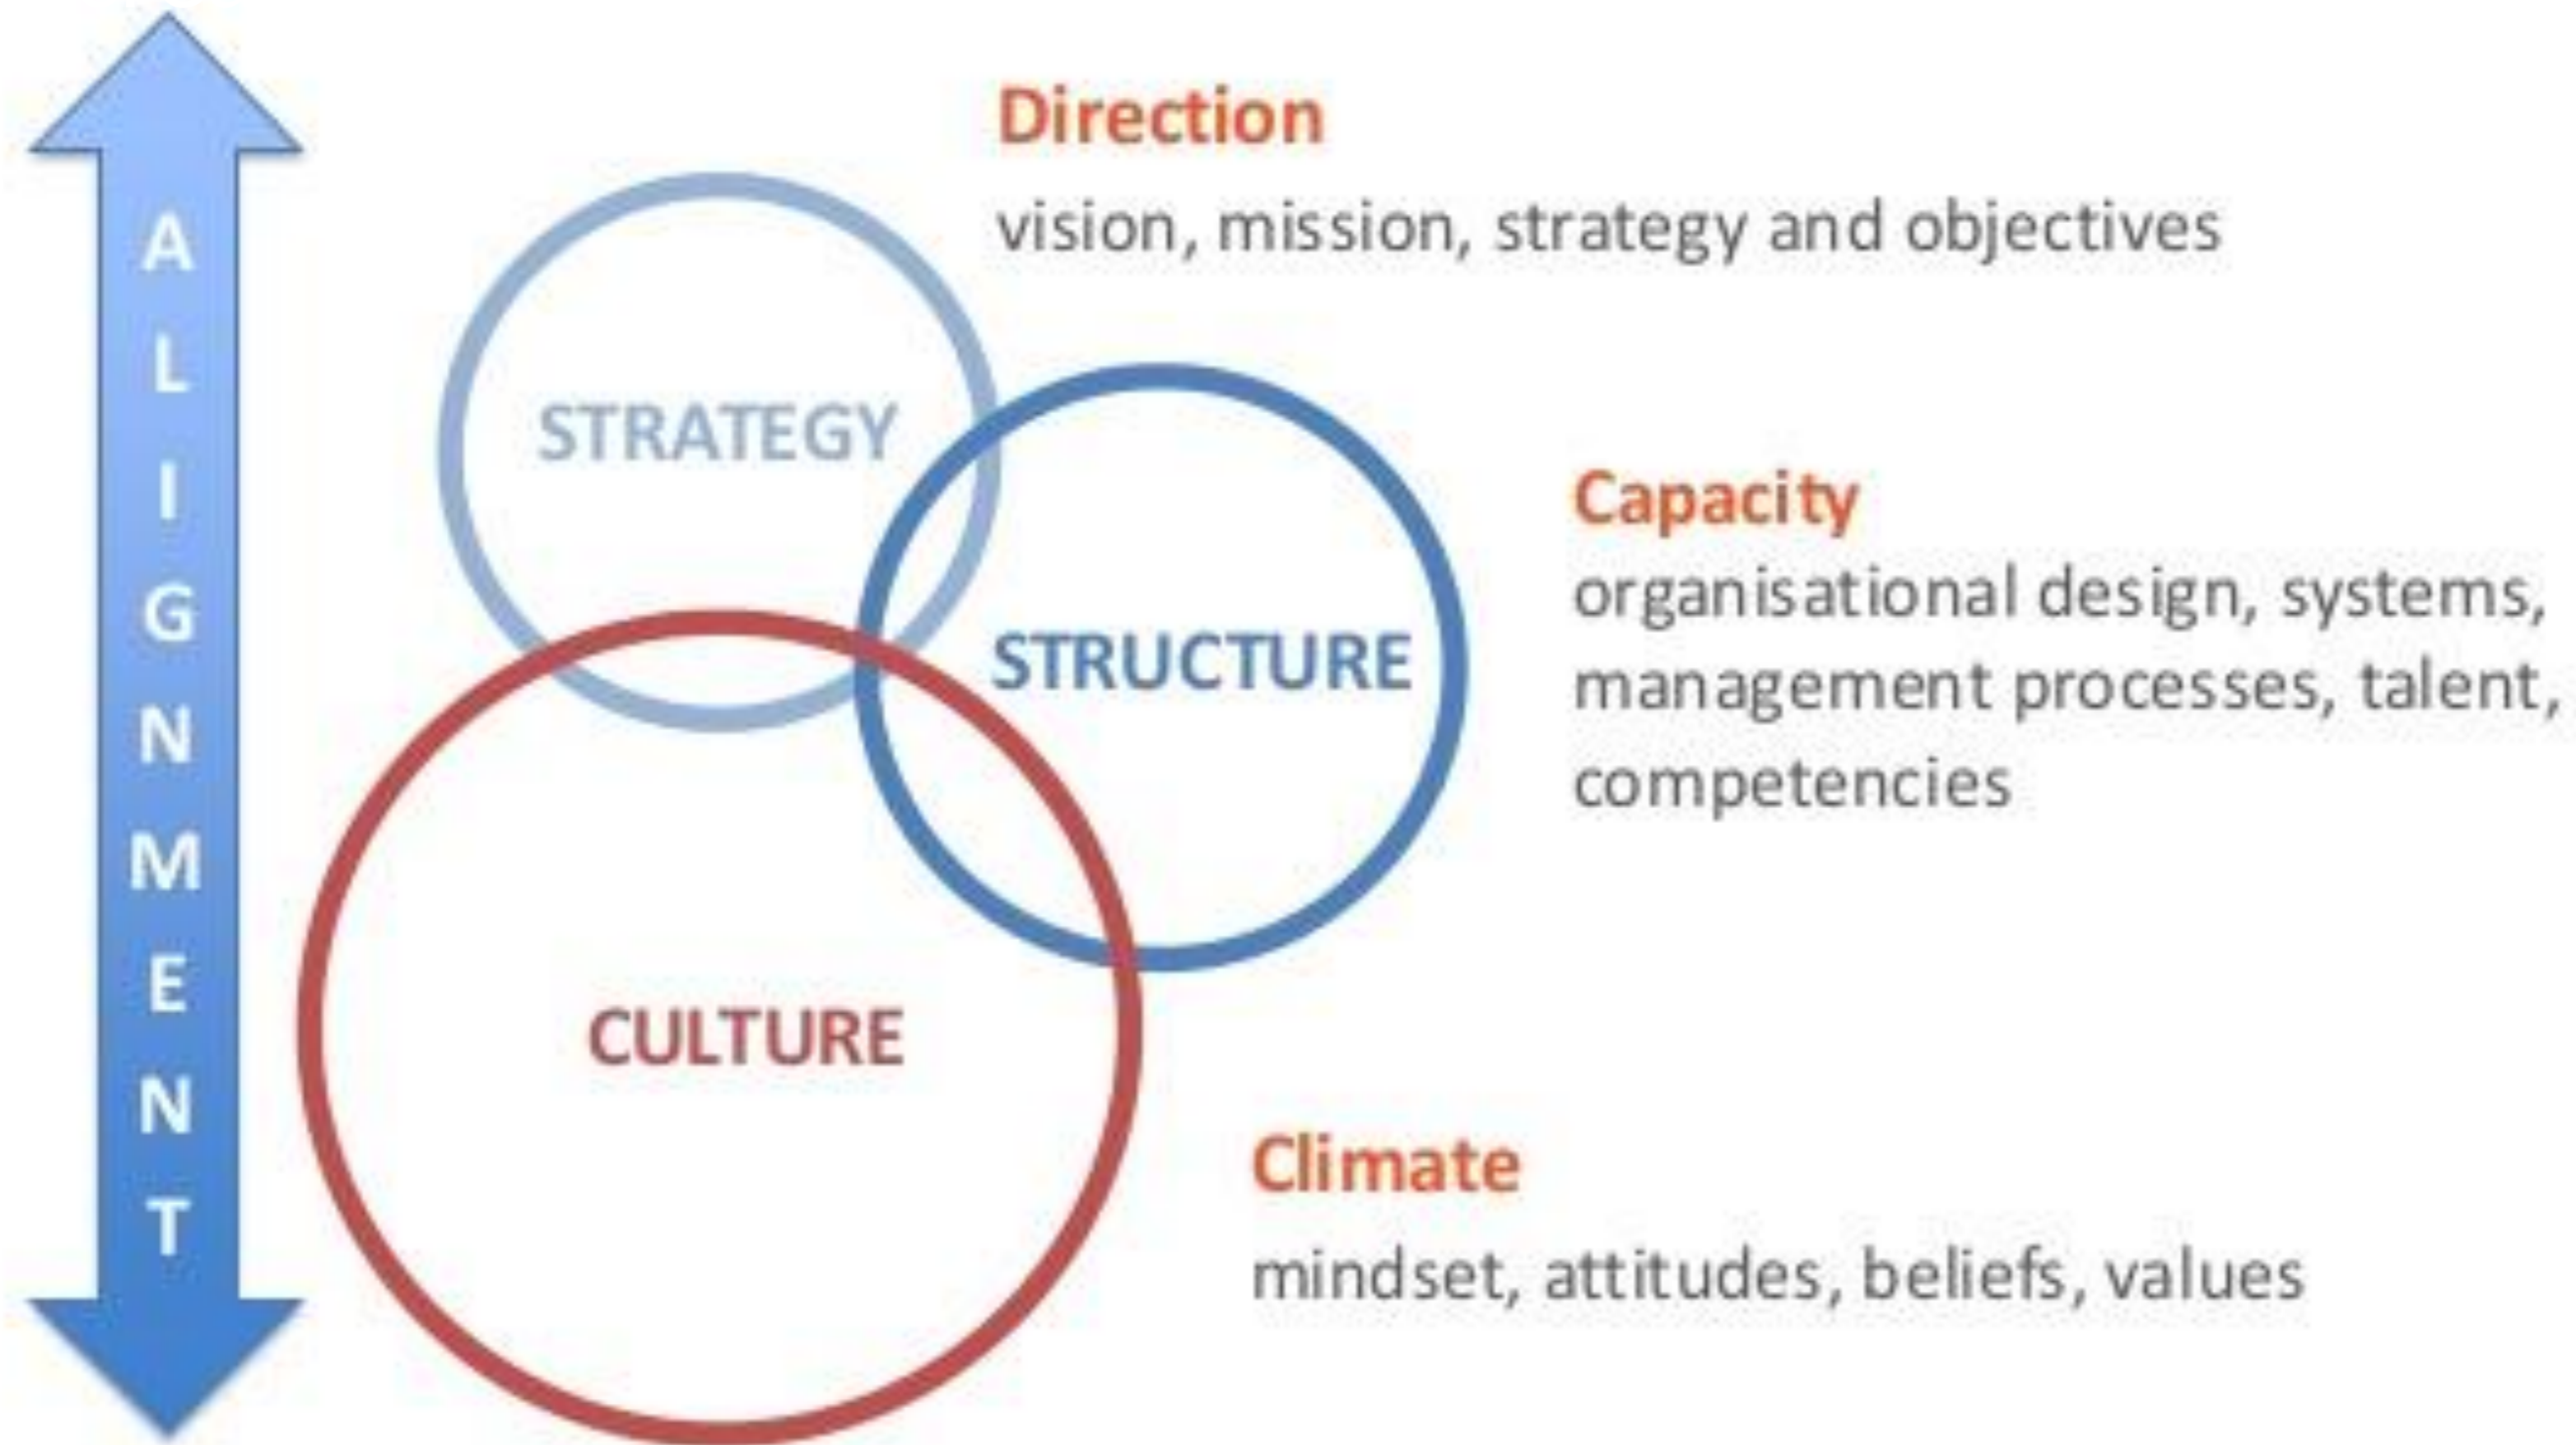 ALIGNMENT
Direction
vision, mission, strategy and objectives
STRATEGY
Capacity
organisational design, systems,
management processes, talent,
competencies
STRUCTURE
CULTURE
Climate
mindset, attitudes, beliefs, values